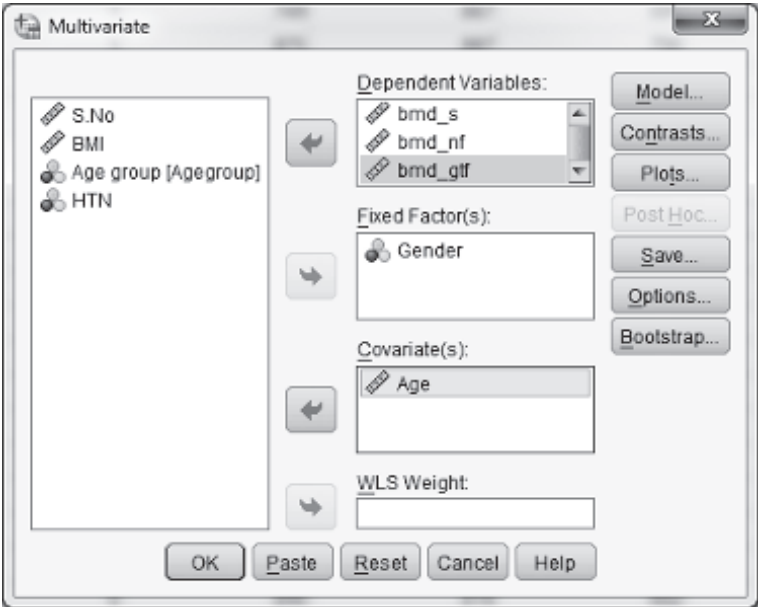 Multivariate
S.No
BMI
Age group [Agegroup]
HTN
Dependent Variables:
bmd_s
bmd_nf
bmd_gtf
Fixed Factor(s):
Gender
Covariate(s):
Age
WLS Weight:
Model...
Contrasts...
Plots...
Post Hoc...
Save...
Options...
Bootstrap...
OK
Paste
Reset
Cancel
Help